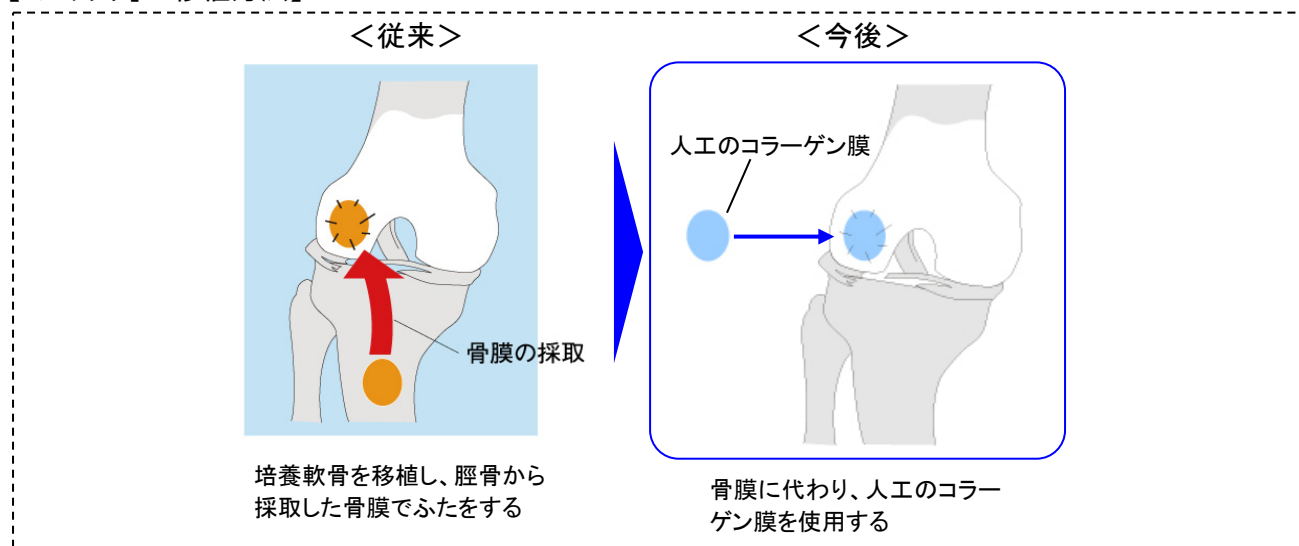 ＜従来＞
＜今後＞
骨膜の採取
人工のコラーゲン膜
培養軟骨を移植し、脛骨から
採取した骨膜でふたをする
骨膜に代わり、人工のコラー
ゲン膜を使用する